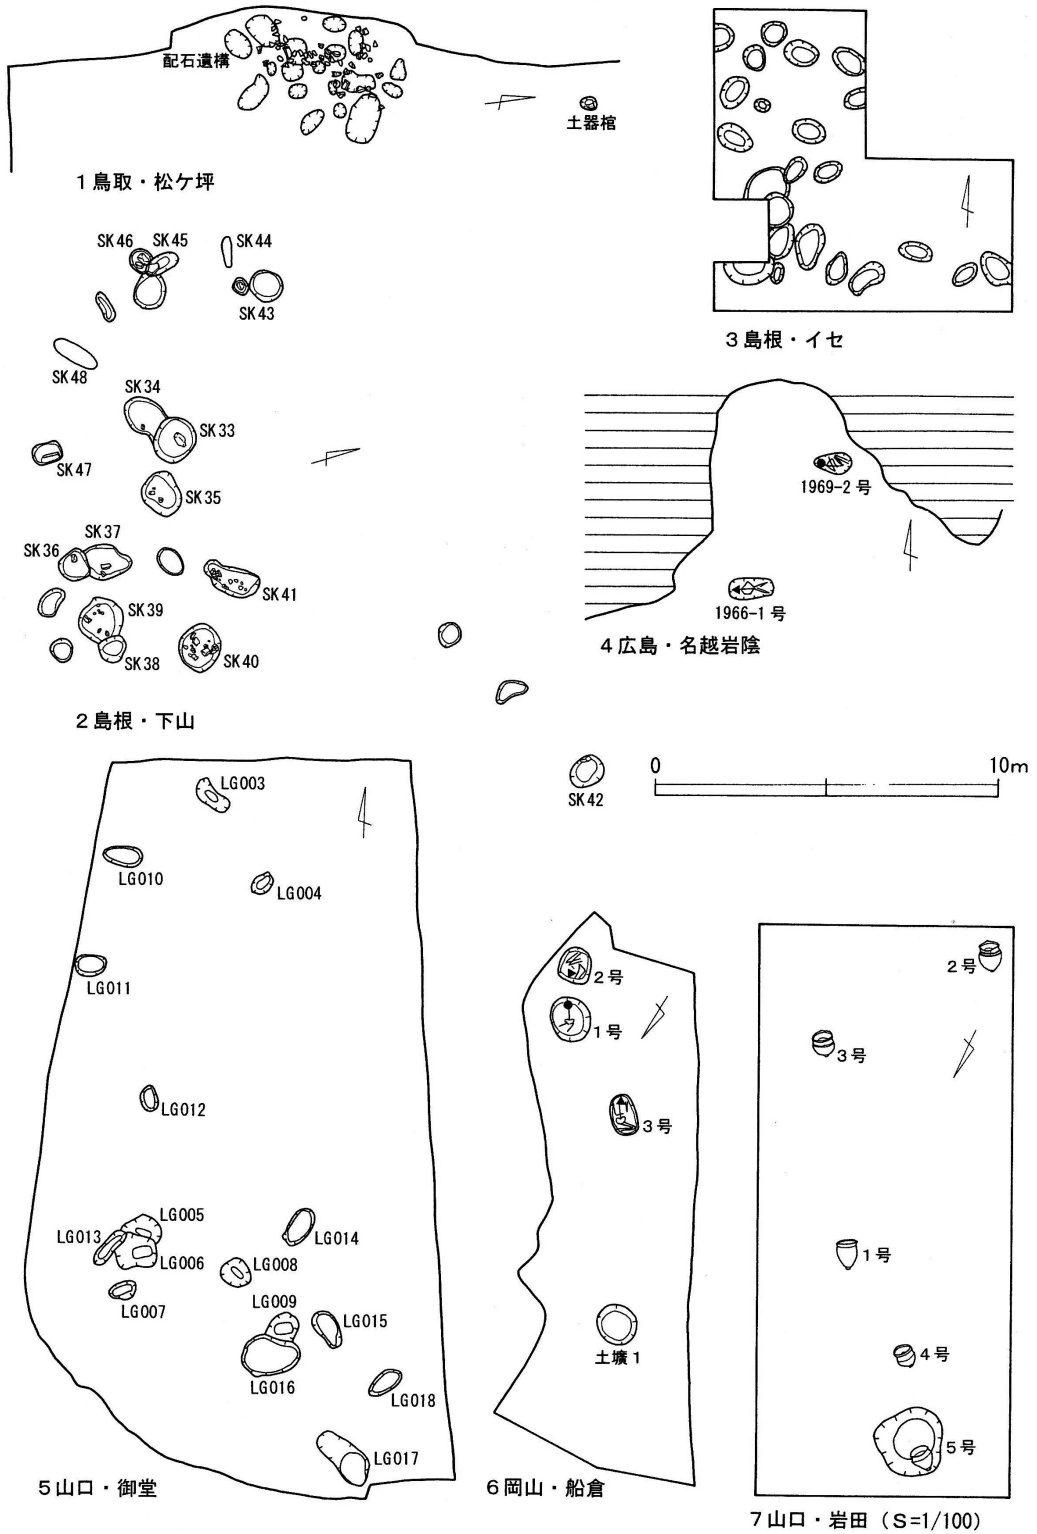 配石遺構
土器棺
1鳥取・松ケ坪
SK46
SK45
SK44
SK43
SK48
SK34
SK33
SK47
SK35
SK37
SK36
SK41
SK39
SK38
SK40
2島根・下山
SK42
3島根・イセ
1969-2号
1966-1号
4広島・名越岩陰
0 10m
LG003
LG010
LG004
LG011
LG012
LG005
LG013
LG006
LG014
LG008
LG007
LG009
LG015
LG016
LG018
LG017
5山口・御堂
2号
1号
3号
土壙1
6岡山・船倉
2号
3号
1号
4号
5号
7山口・岩田(S=1/100)